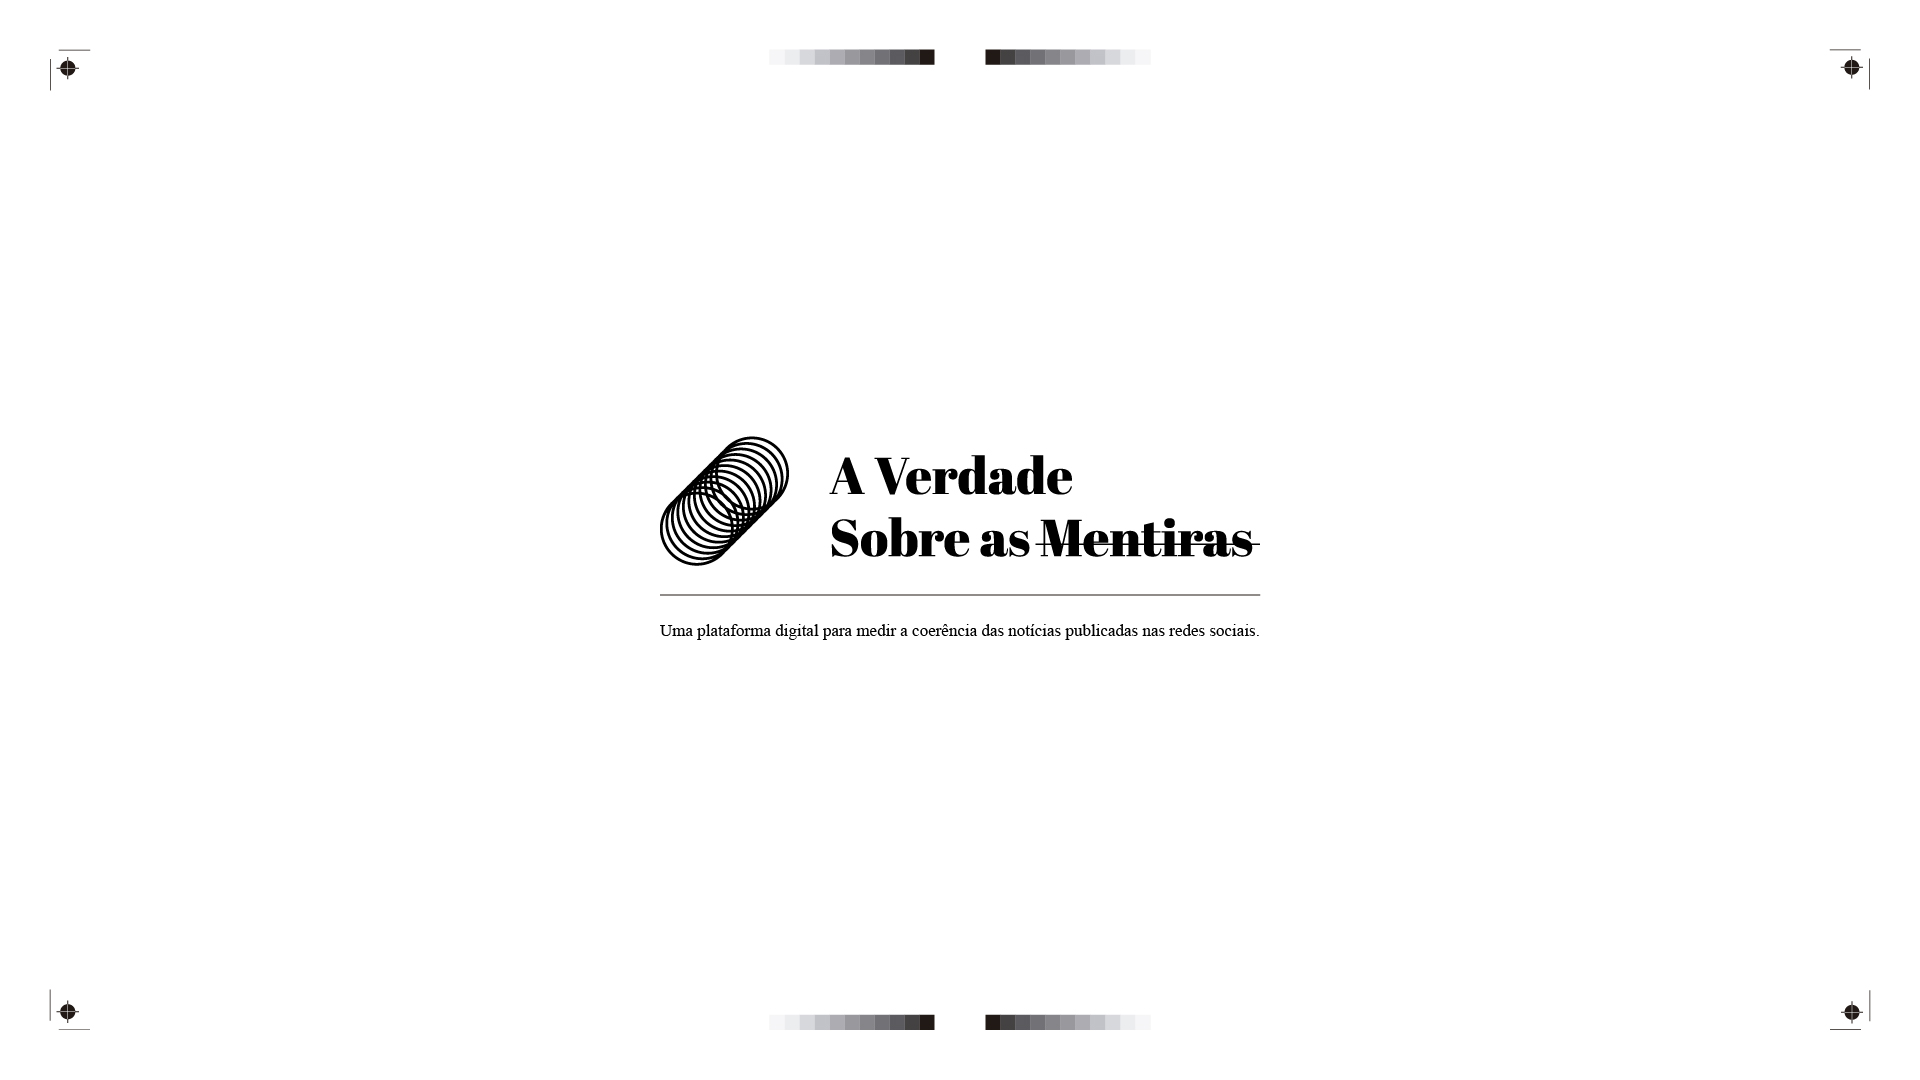 A Verdade
Sobre as Mentiras
Uma plataforma digital para medir a coerência das notícias publicadas nas redes sociais.